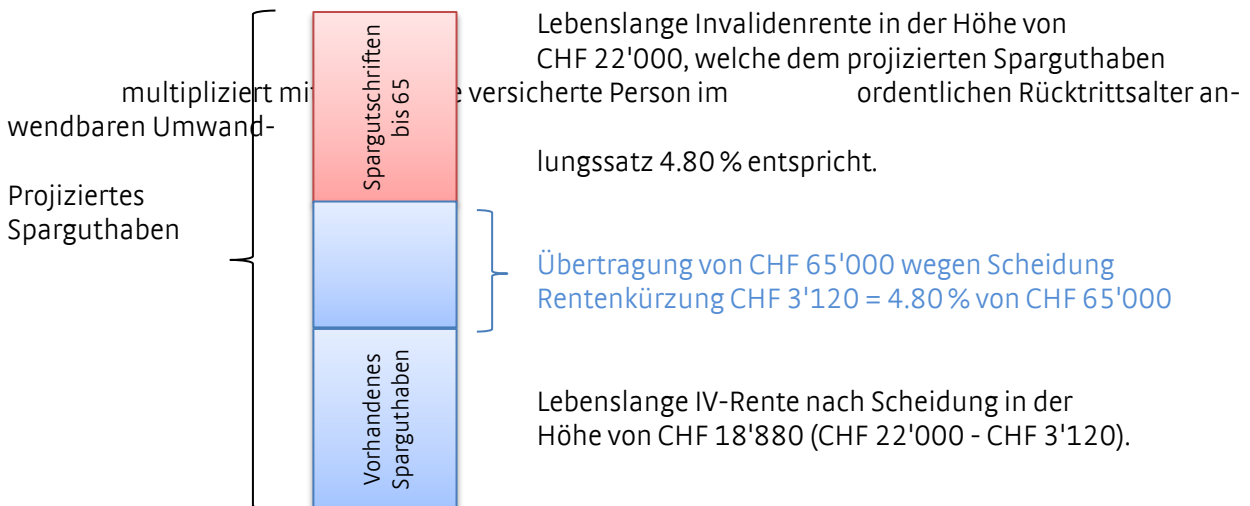 Lebenslange Invalidenrente in der Höhe von
CHF 22'000, welche dem projizierten Sparguthaben
multipliziert mi e versicherte Person im ordentlichen Rücktrittsalter an-
wendbaren Umwand-
lungssatz 4.80 % entspricht.
Spargutschriften
bis 65
Projiziertes
Sparguthaben
Übertragung von CHF 65'000 wegen Scheidung
Rentenkürzung CHF 3'120 = 4.80 % von CHF 65'000
Vorhandenes
Sparguthaben
Lebenslange IV-Rente nach Scheidung in der
Höhe von CHF 18'880 (CHF 22'000 - CHF 3'120).